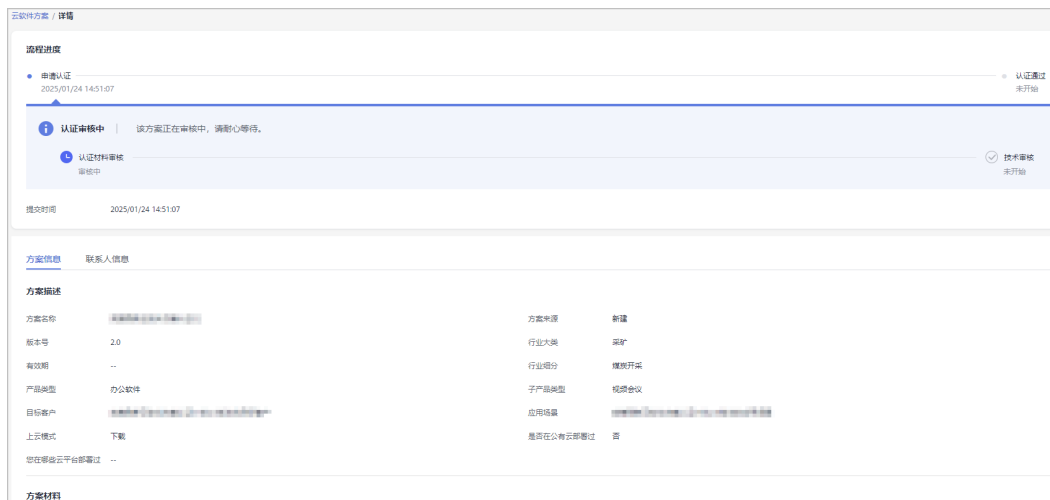 云软件方案 / 详情
流程进度
申请认证
2025/01/24 14:51:07
认证通过
未开始
认证审核中 | 该方案正在审核中，请耐心等待。
认证材料审核
审核中
技术审核
未开始
提交时间 2025/01/24 14:51:07
方案信息 联系人信息
方案描述
方案名称 方案来源 新建
版本号 2.0 行业大类 采矿
有效期 -- 行业细分 煤炭开采
产品类型 办公软件 子产品类型 视频会议
目标客户 应用场景
上云模式 下载 是否在公有云部署过 否
您在哪些云平台部署过 --
方案材料